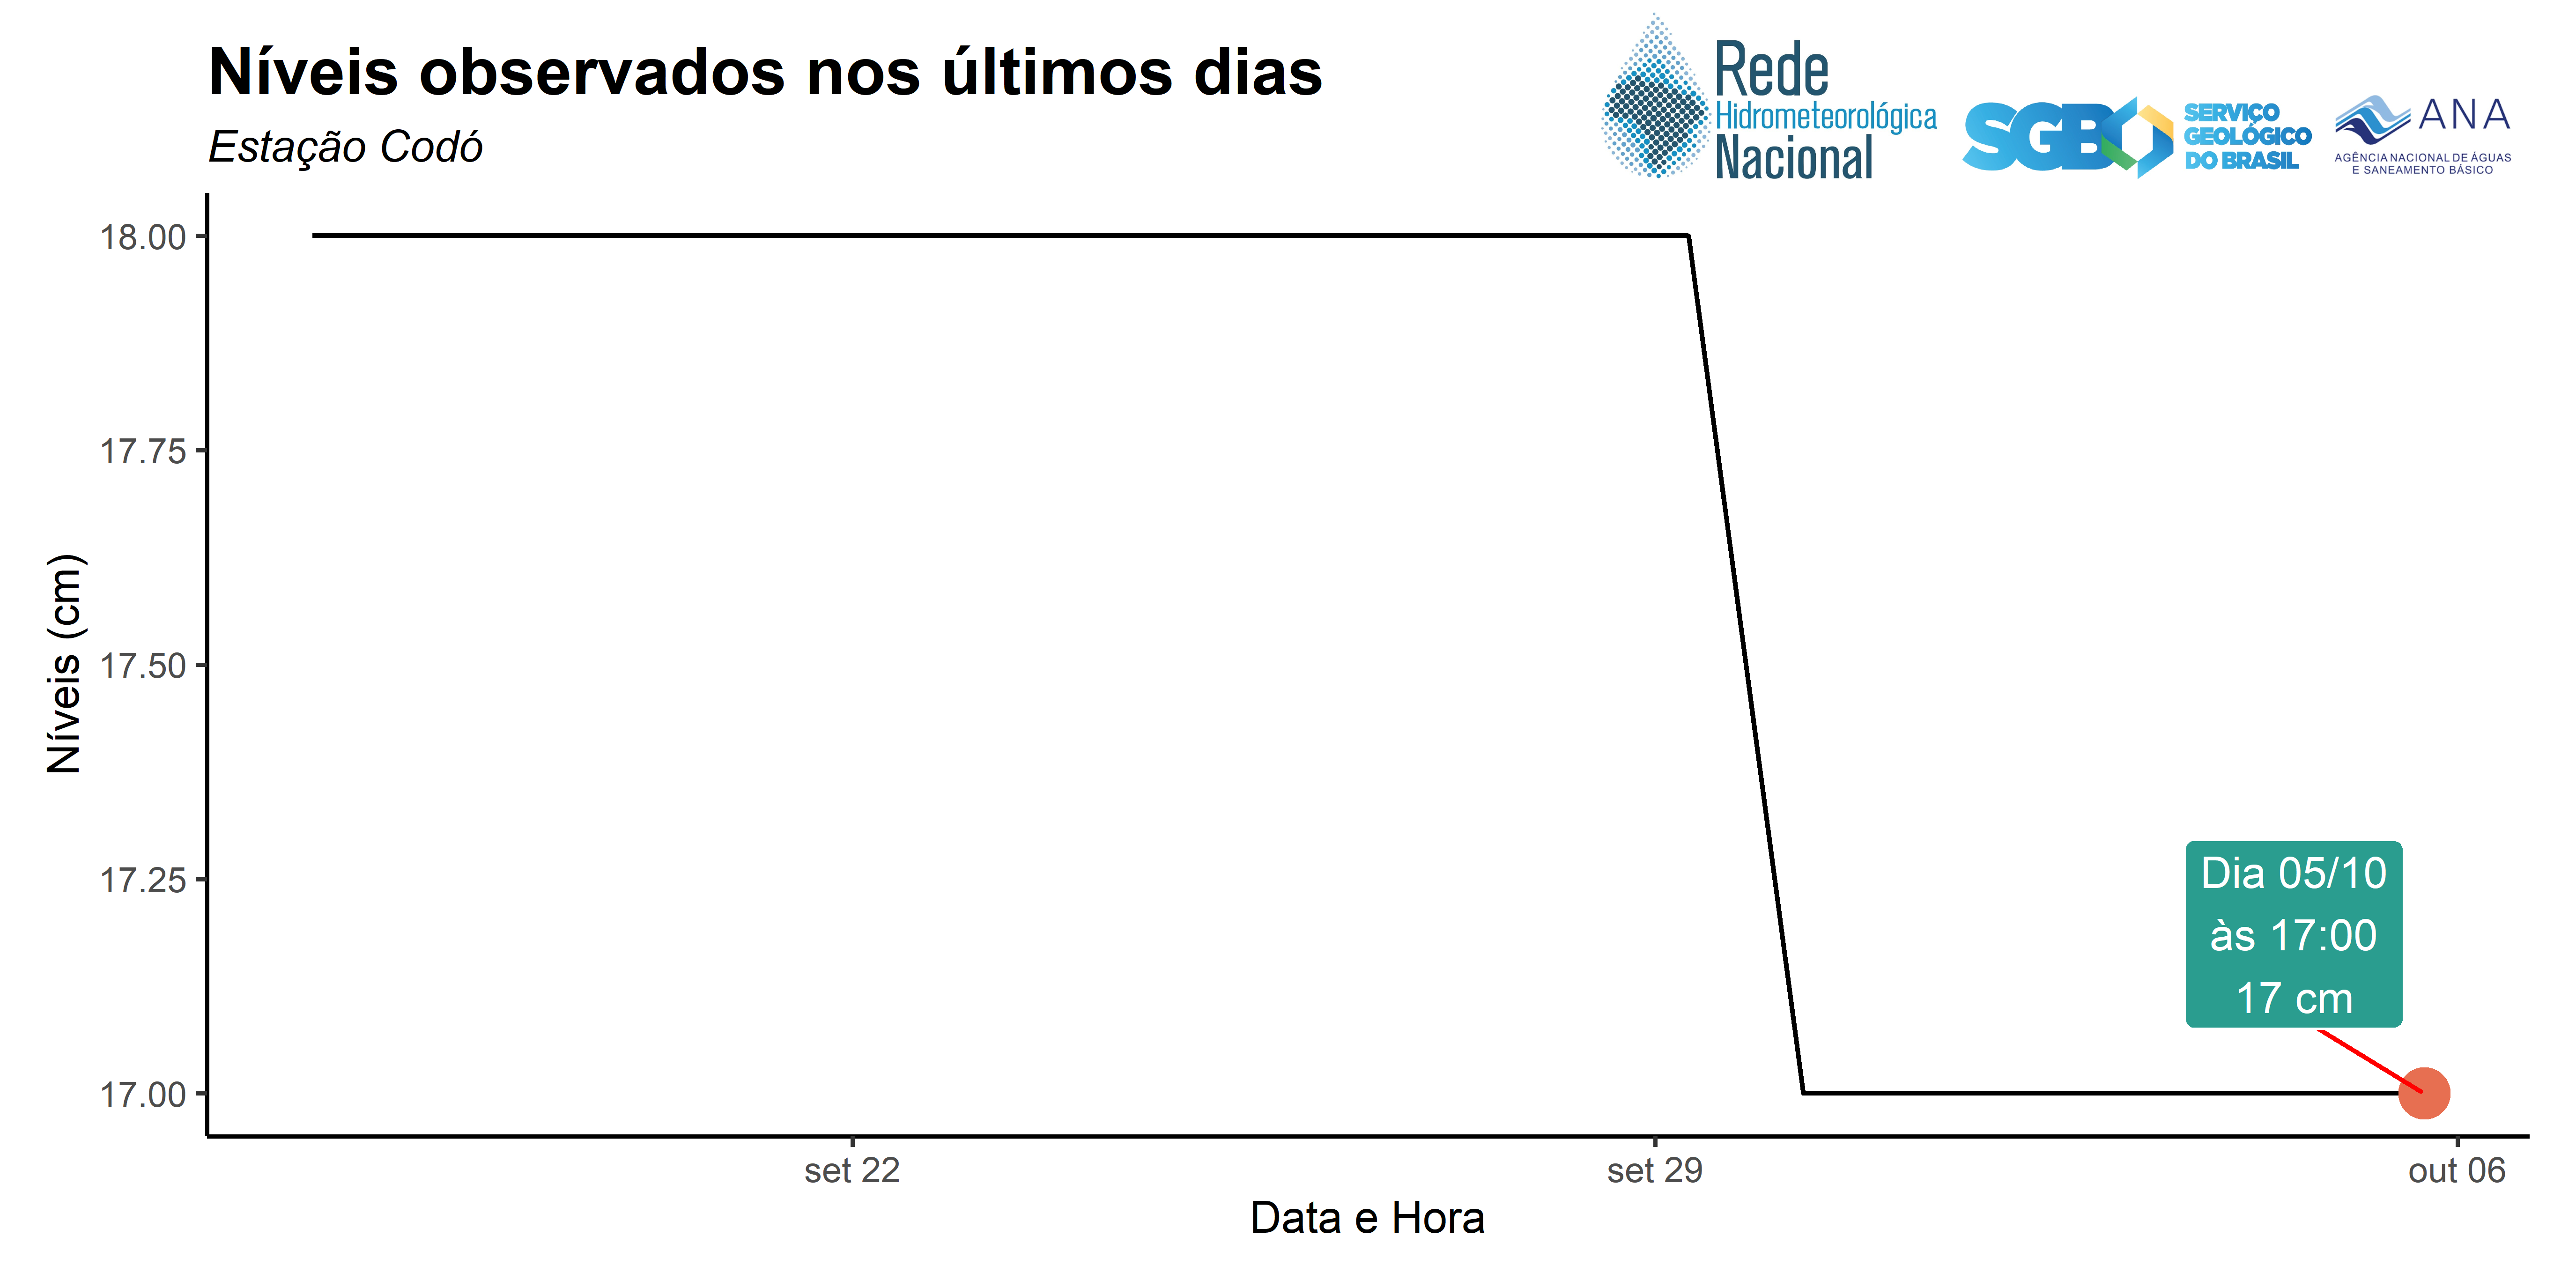 Níveis observados nos últimos dias
Estação Codó
Rede
Hidrometeorológica
Nacional
SGB
SERVIÇO
GEOLÓGICO
DO BRASIL
ANA
AGÊNCIA NACIONAL DE ÁGUAS
E SANEAMENTO BÁSICO
Níveis (cm)
18.00
17.75
17.50
17.25
17.00
Dia 05/10
às 17:00
17 cm
set 22
set 29
out 06
Data e Hora